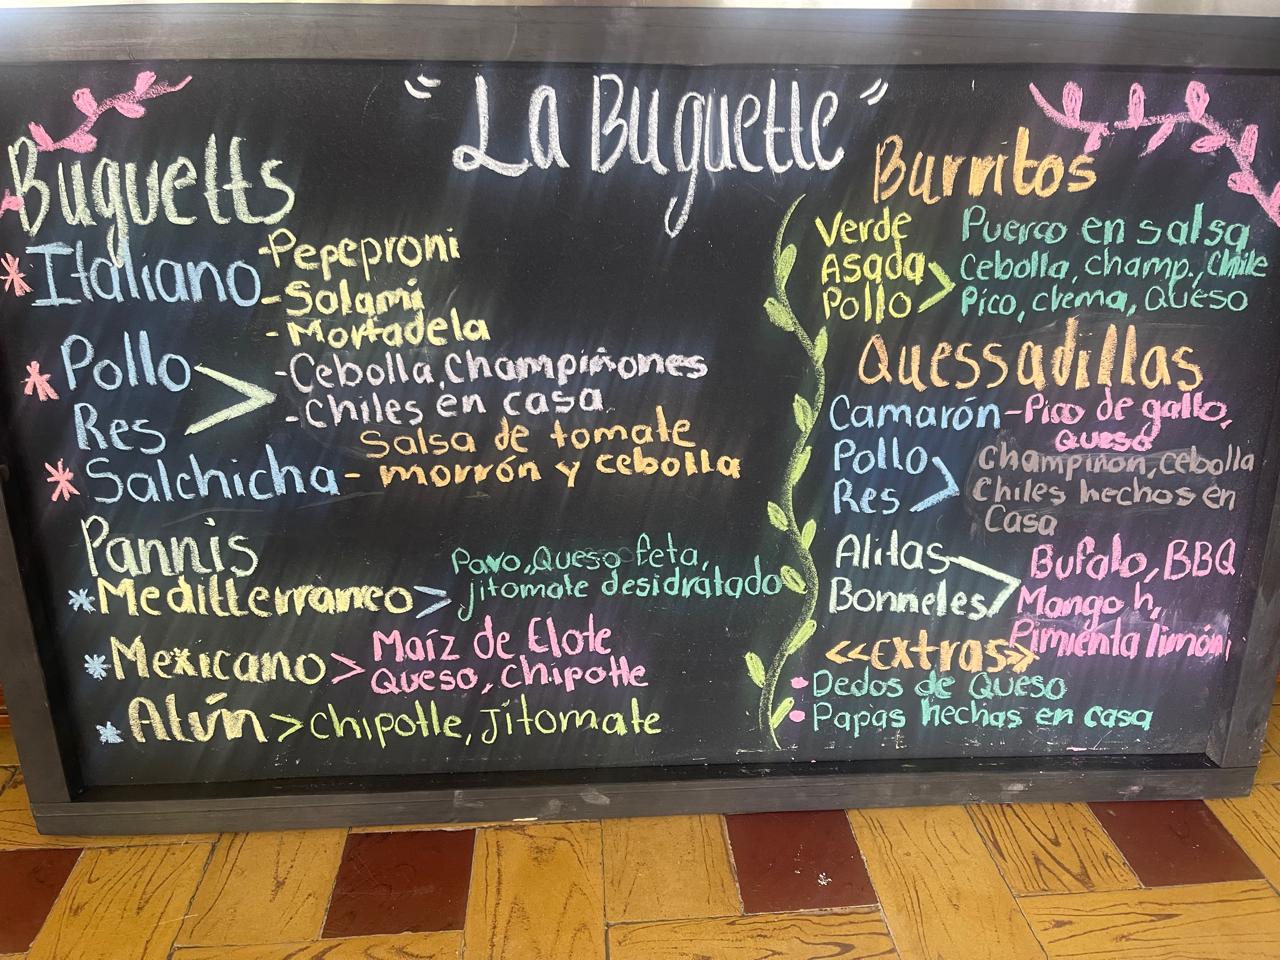 "La Buguette"
Buguetts
* Italiano
-Pepeproni
-Salami
-Mortadela
* Pollo
Res
>
-Cebolla, Champiñones
-Chiles en casa
* Salchicha -
Salsa de tomate
morrón y cebolla
Pannis
* Mediterraneo >
Pavo, Queso feta,
jitomate desidratado
* Mexicano >
Maíz de Elote
Queso, Chipotle
* Atún > Chipotle, Jitomate
Burritos
Verde
Asada
Pollo
>
Puerco en salsa
Cebolla, champ., Chile
Pico, crema, Queso
Quessadillas
Camarón - Pico de gallo,
Queso
Pollo
Res
>
Champiñon, cebolla
Chiles hechos en
Casa
Alitas
Bonneles
>
Bufalo, BBQ
Mango h,
Pimienta limón,
<<extras>>
• Dedos de Queso
• Papas hechas en casa